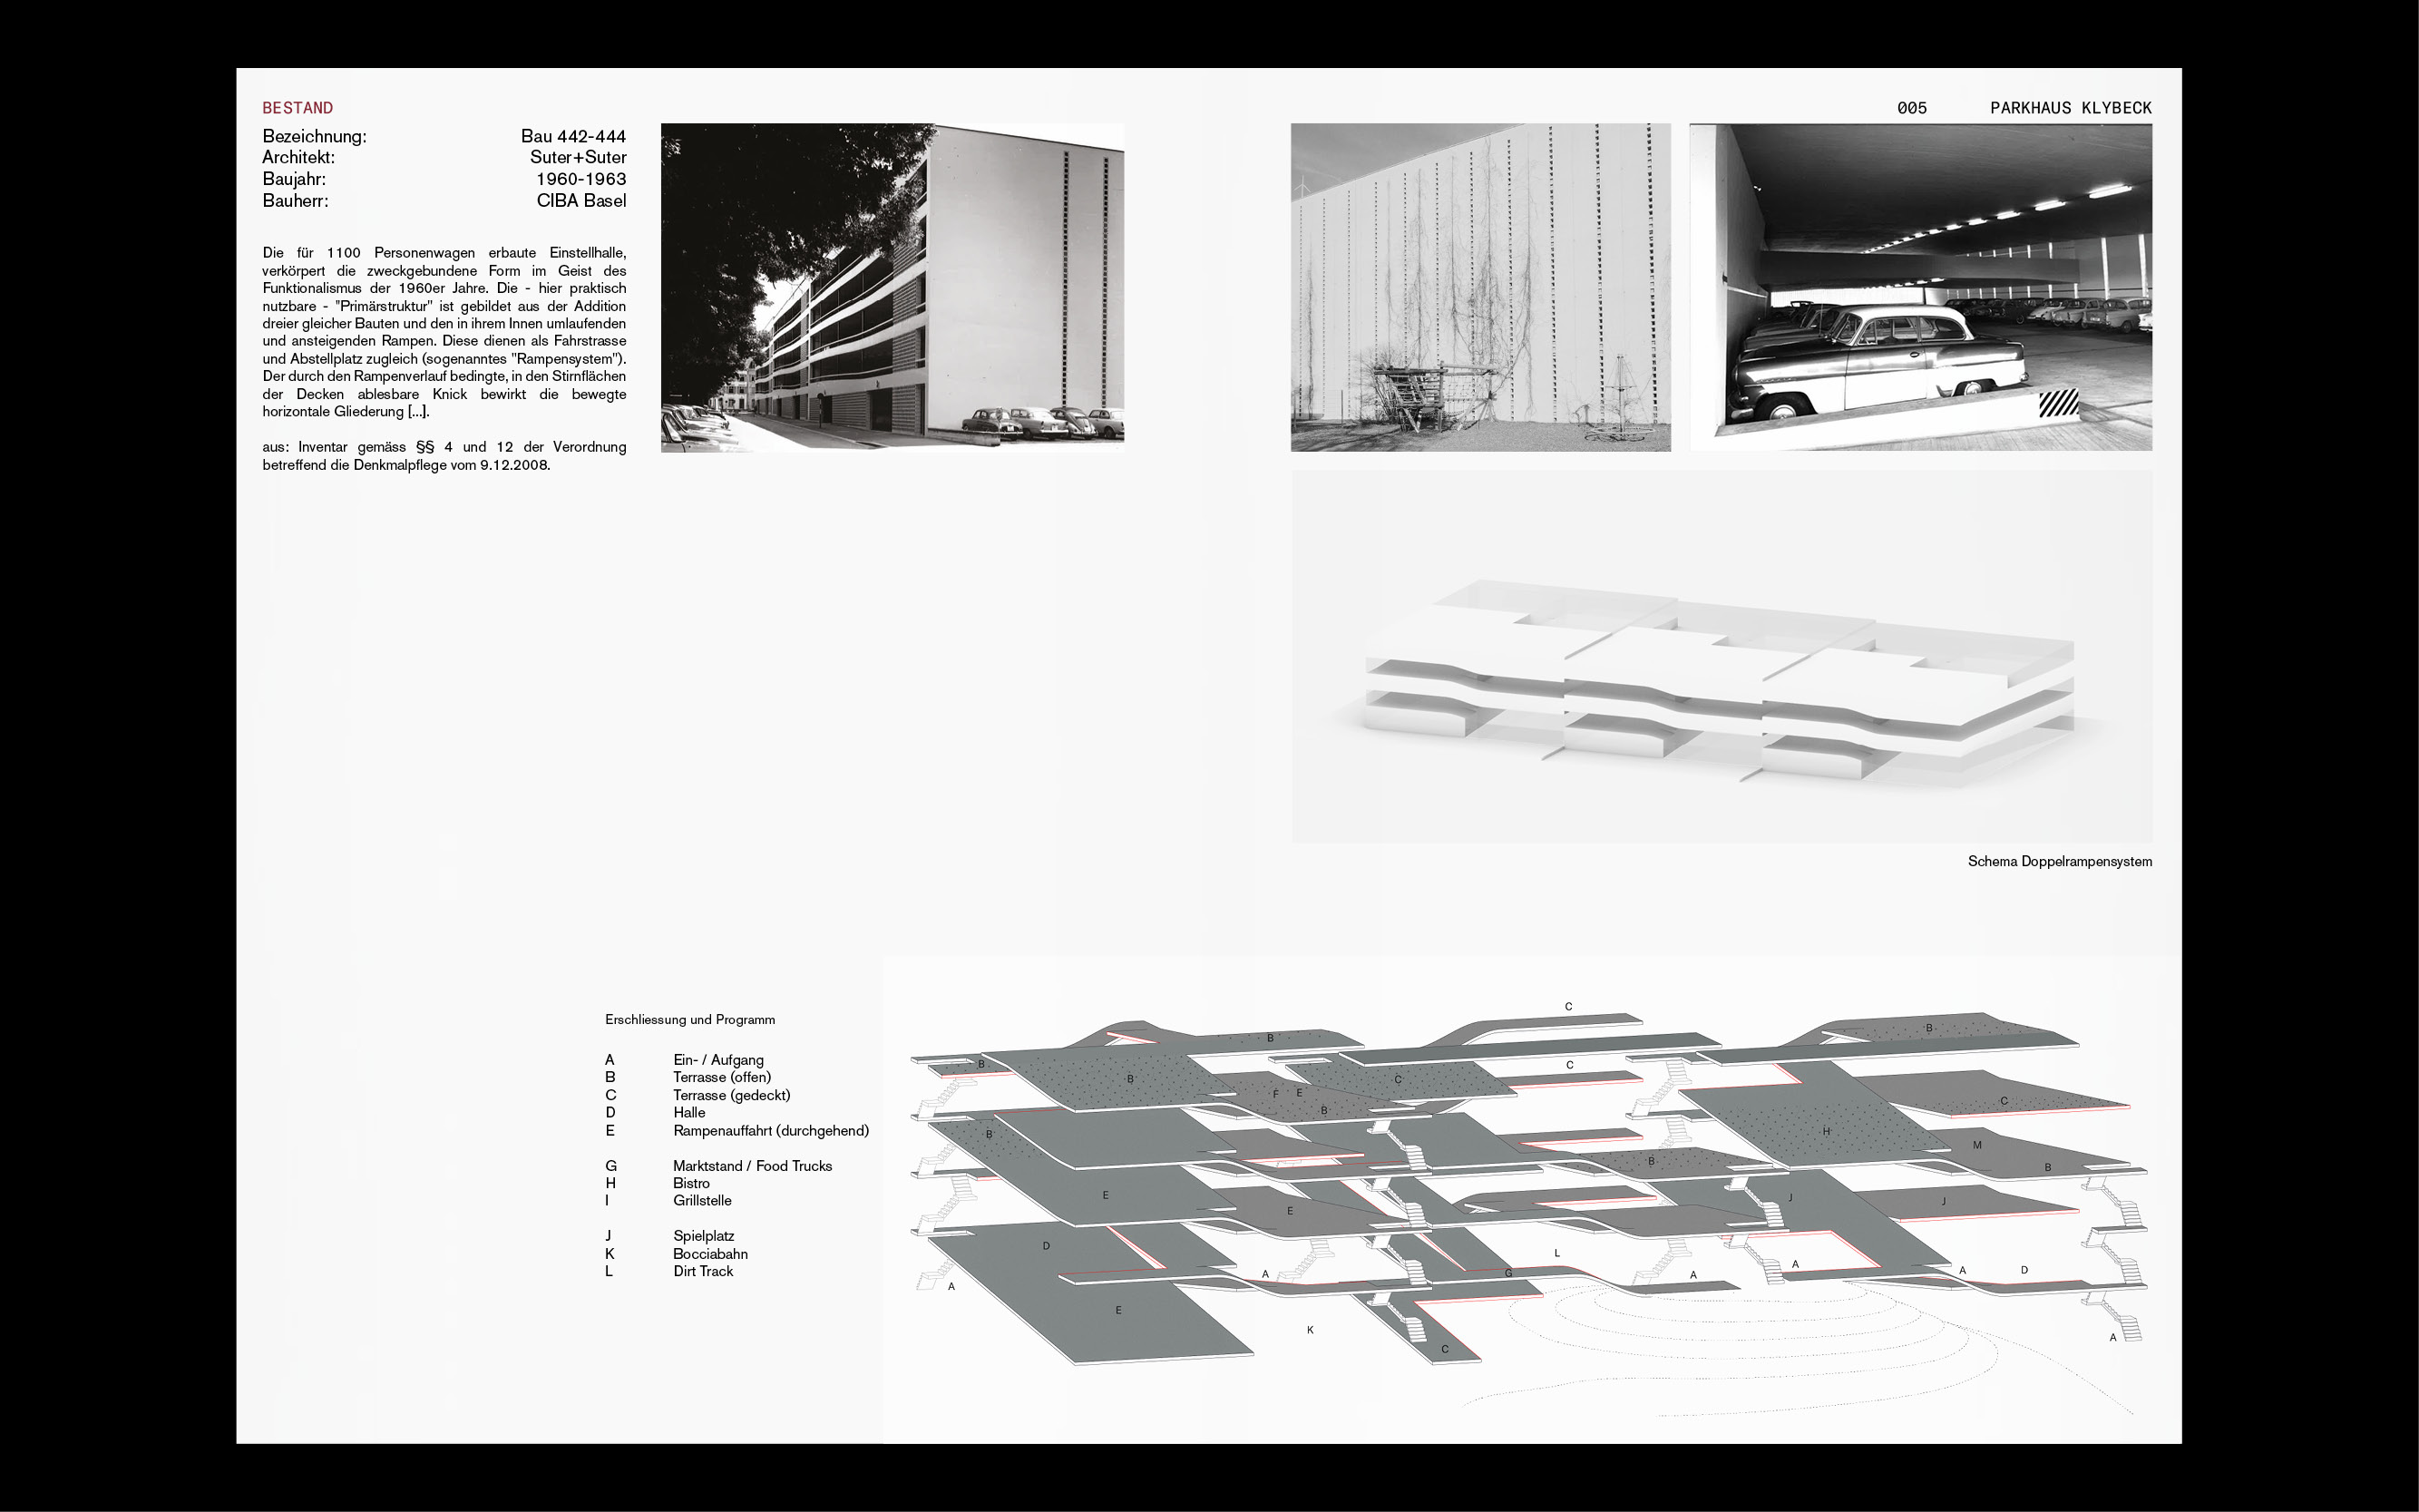 BESTAND
005 PARKHAUS KLYBECK
Bezeichnung: Bau 442-444
Architekt: Suter+Suter
Baujahr: 1960-1963
Bauherr: CIBA Basel
Die für 1100 Personenwagen erbaute Einstellhalle,
verkörpert die zweckgebundene Form im Geist des
Funktionalismus der 1960er Jahre. Die - hier praktisch
nutzbare - "Primärstruktur" ist gebildet aus der Addition
dreier gleicher Bauten und den in ihrem Innen umlaufenden
und ansteigenden Rampen. Diese dienen als Fahrstrasse
und Abstellplatz zugleich (sogenanntes "Rampensystem").
Der durch den Rampenverlauf bedingte, in den Stirnflächen
der Decken ablesbare Knick bewirkt die bewegte
horizontale Gliederung [...].
aus: Inventar gemäss §§ 4 und 12 der Verordnung
betreffend die Denkmalpflege vom 9.12.2008.
Schema Doppelrampensystem
Erschliessung und Programm
A Ein- / Aufgang
B Terrasse (offen)
C Terrasse (gedeckt)
D Halle
E Rampenauffahrt (durchgehend)
G Marktstand / Food Trucks
H Bistro
I Grillstelle
J Spielplatz
K Bocciabahn
L Dirt Track
C
B
B
B
C
B
B
C
F E
B
C
B
H
M
B
B
E
E
J
J
D
L
A
A
G
A
A
A
D
E
K
C
A